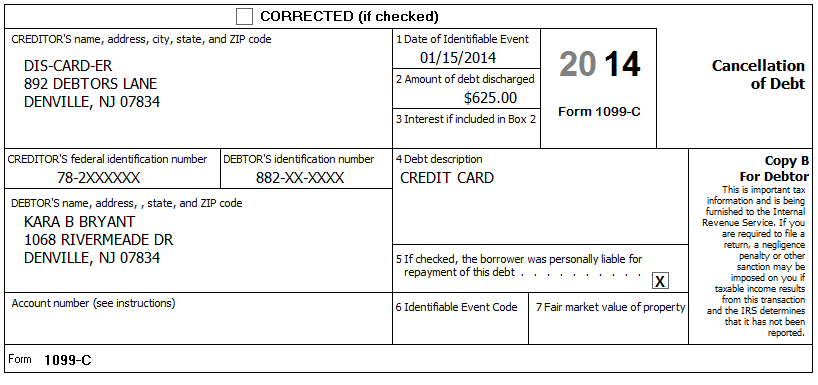 CORRECTED (if checked)
CREDITOR'S name, address, city, state, and ZIP code
DIS-CARD-ER
892 DEBTORS LANE
DENVILLE, NJ 07834
1 Date of Identifiable Event
01/15/2014
2 Amount of debt discharged
$625.00
3 Interest if included in Box 2
2014
Form 1099-C
Cancellation
of Debt
CREDITOR'S federal identification number
78-2XXXXXX
DEBTOR'S identification number
882-XX-XXXX
DEBTOR'S name, address, , state, and ZIP code
KARA B BRYANT
1068 RIVERMEADE DR
DENVILLE, NJ 07834
Account number (see instructions)
4 Debt description
CREDIT CARD
5 If checked, the borrower was personally liable for
repayment of this debt . . . . . . . . . . X
6 Identifiable Event Code
7 Fair market value of property
Copy B
For Debtor
This is important tax
information and is being
furnished to the Internal
Revenue Service. If you
are required to file a
return, a negligence
penalty or other
sanction may be
imposed on you if
taxable income results
from this transaction
and the IRS determines
that it has not been
reported.
Form 1099-C